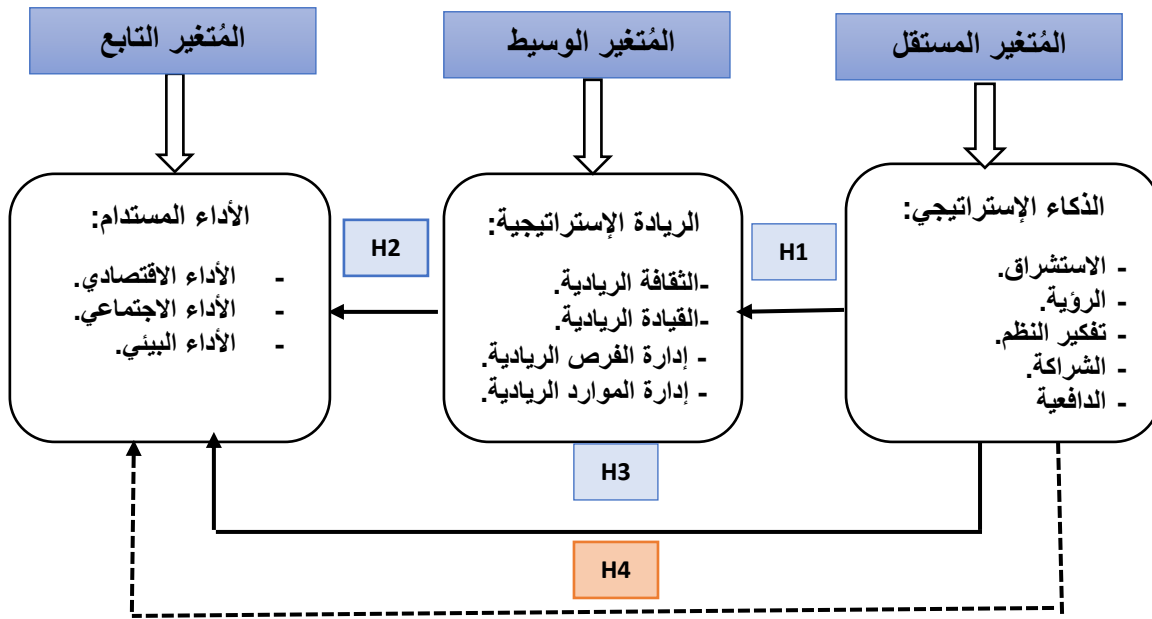 المُتغير المستقل
المُتغير الوسيط
المُتغير التابع
الذكاء الإستراتيجي:
- الاستشراق.
- الرؤية.
- تفكير النظم.
- الشراكة.
- الدافعية
H1
الريادة الإستراتيجية:
-الثقافة الريادية.
-القيادة الريادية.
- إدارة الفرص الريادية.
- إدارة الموارد الريادية.
H2
الأداء المستدام:
- الأداء الاقتصادي.
- الأداء الاجتماعي.
- الأداء البيئي.
H3
H4